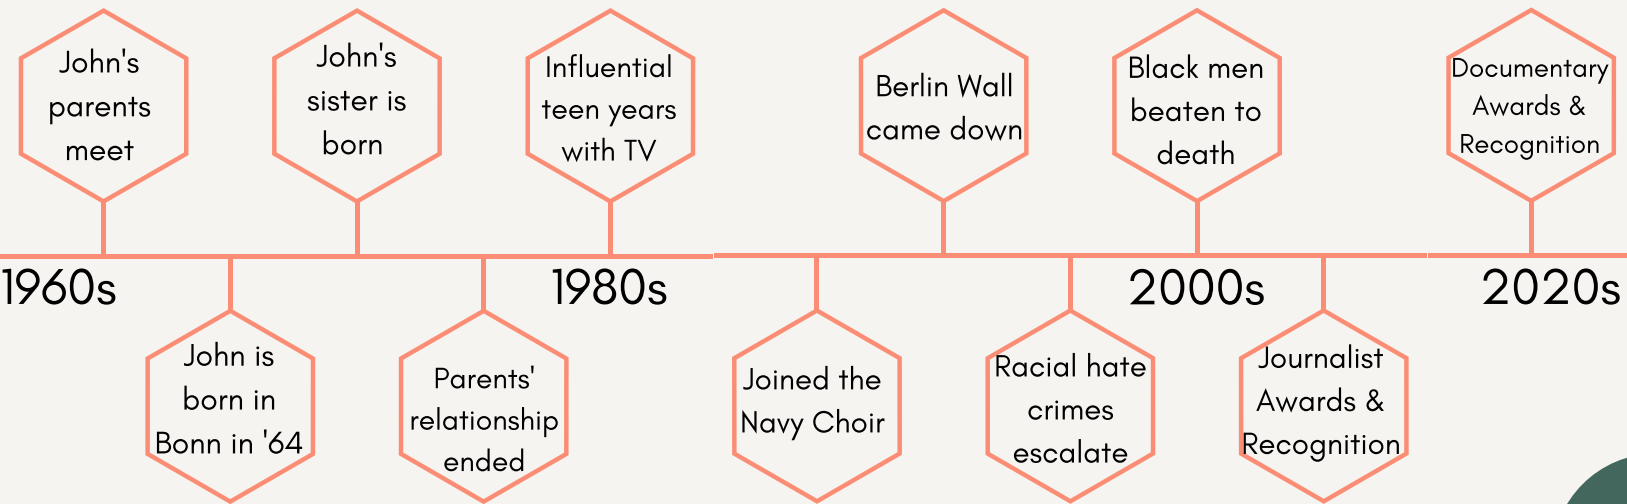 John's
parents
meet
John's
sister is
born
Influential
teen years
with TV
Berlin Wall
came down
Black men
beaten to
death
Documentary
Awards &
Recognition
1960s
1980s
2000s
2020s
John is
born in
Bonn in '64
Parents'
relationship
ended
Joined the
Navy Choir
Racial hate
crimes
escalate
Journalist
Awards &
Recognition